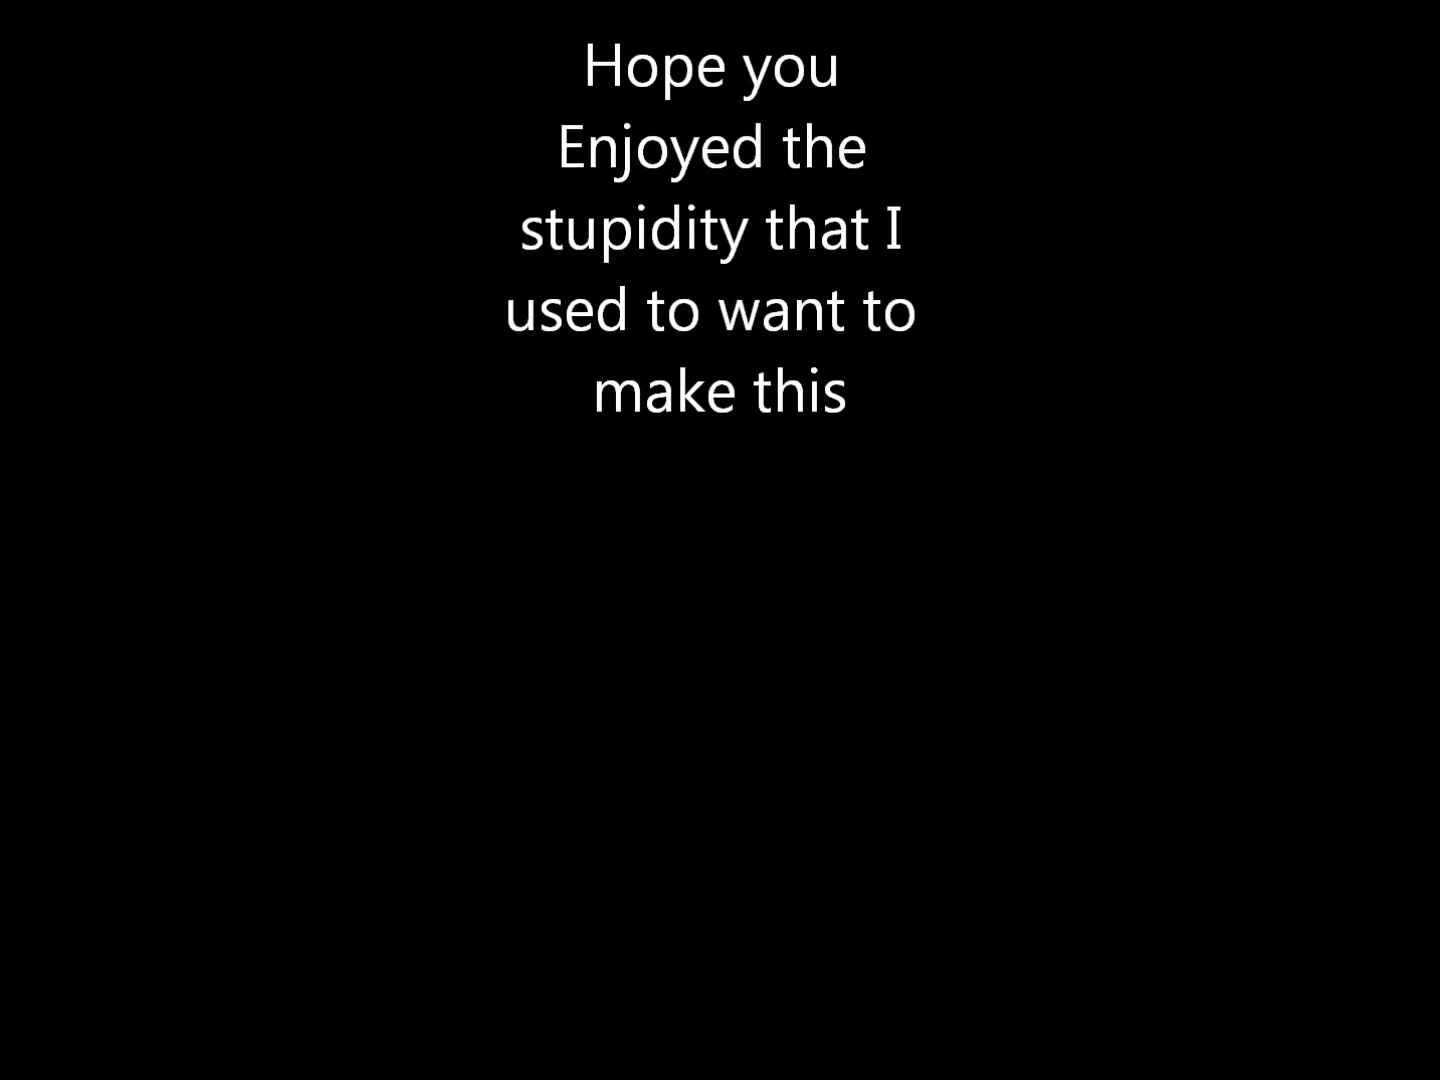 Hope you
Enjoyed the
stupidity that I
used to want to
make this